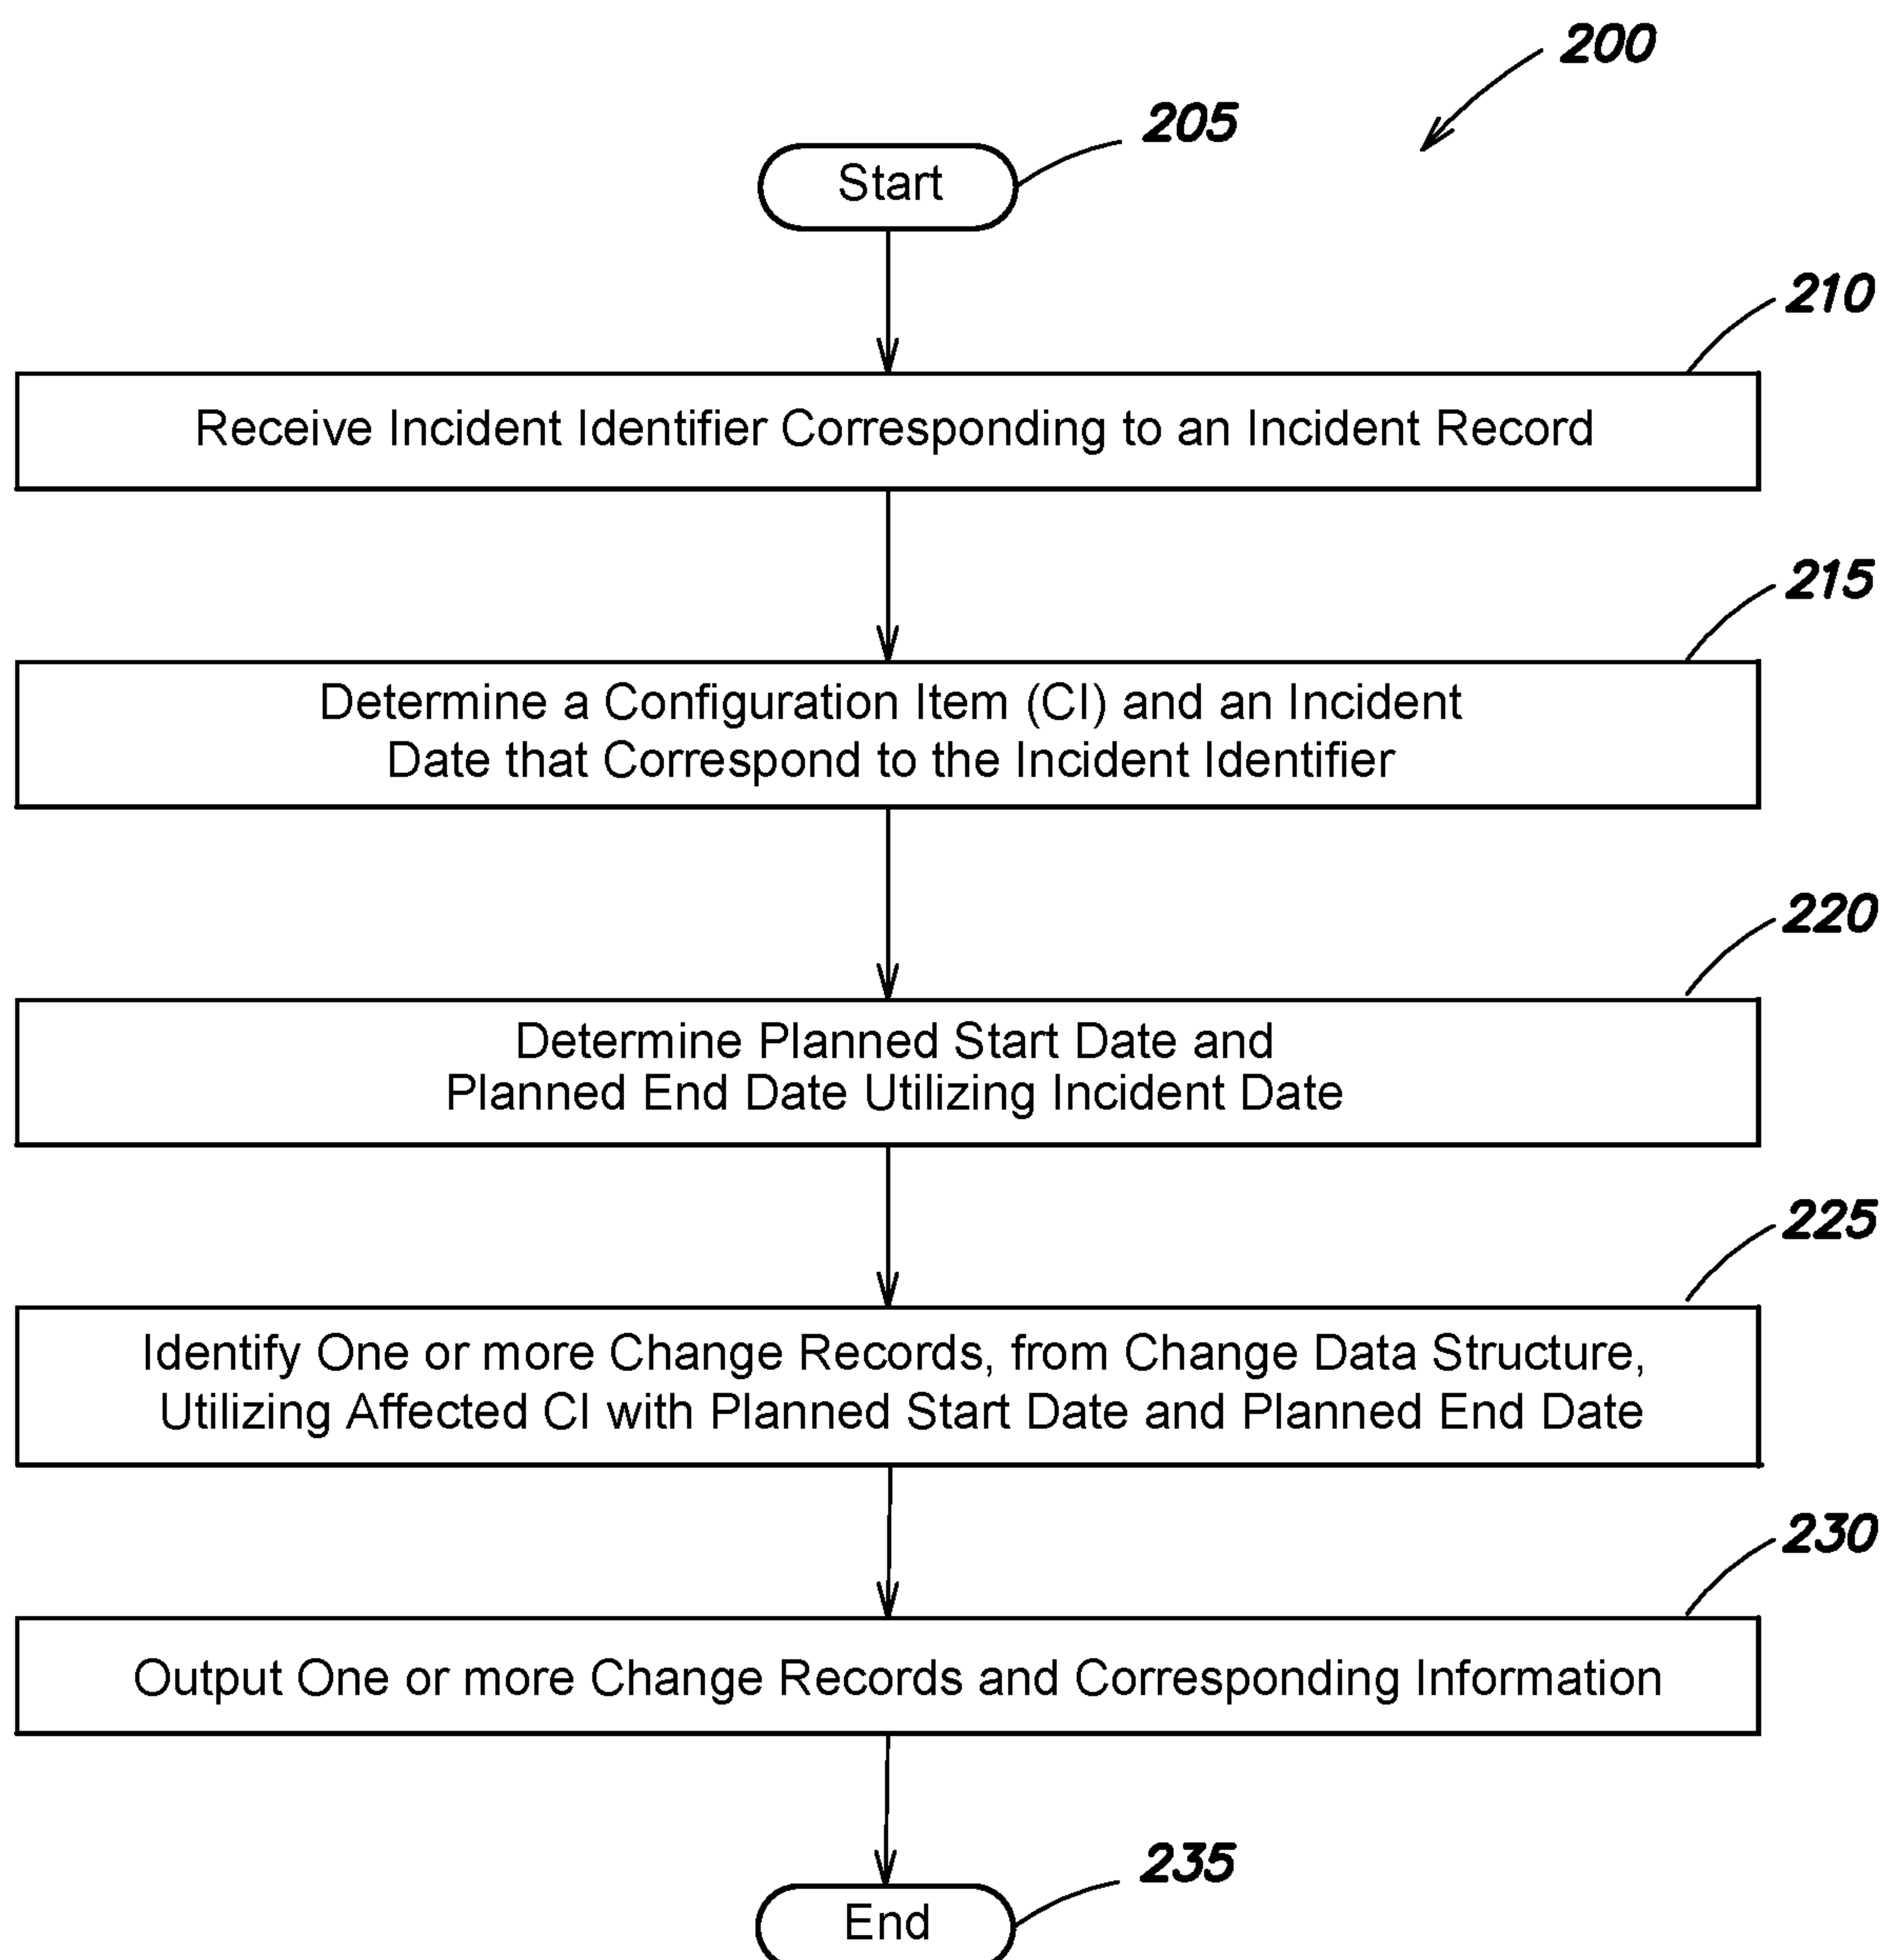 200
205
Start
210
Receive Incident Identifier Corresponding to an Incident Record
215
Determine a Configuration Item (CI) and an Incident
Date that Correspond to the Incident Identifier
220
Determine Planned Start Date and
Planned End Date Utilizing Incident Date
225
Identify One or more Change Records, from Change Data Structure,
Utilizing Affected CI with Planned Start Date and Planned End Date
230
Output One or more Change Records and Corresponding Information
235
End